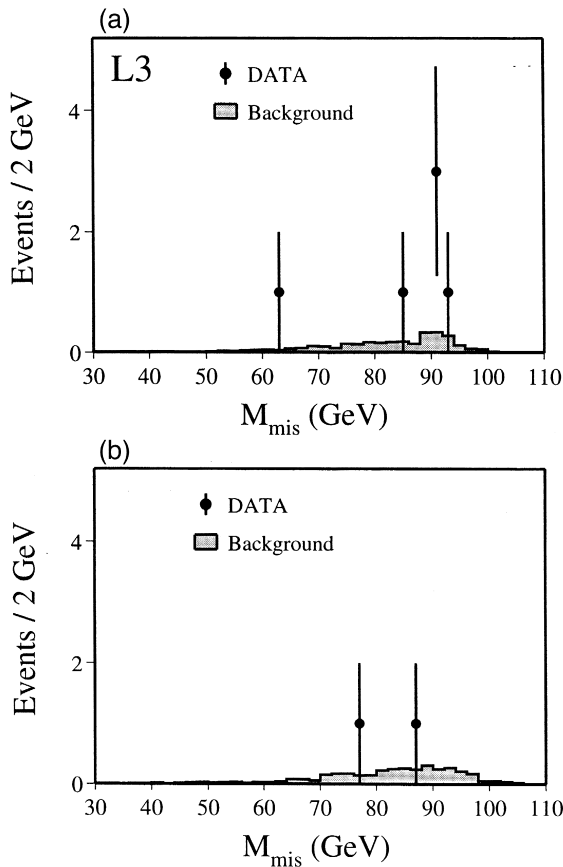 (a)
L3
DATA
Background
Events / 2 GeV
4
2
0
30 40 50 60 70 80 90 100 110
M_mis (GeV)
(b)
DATA
Background
Events / 2 GeV
4
2
0
30 40 50 60 70 80 90 100 110
M_mis (GeV)